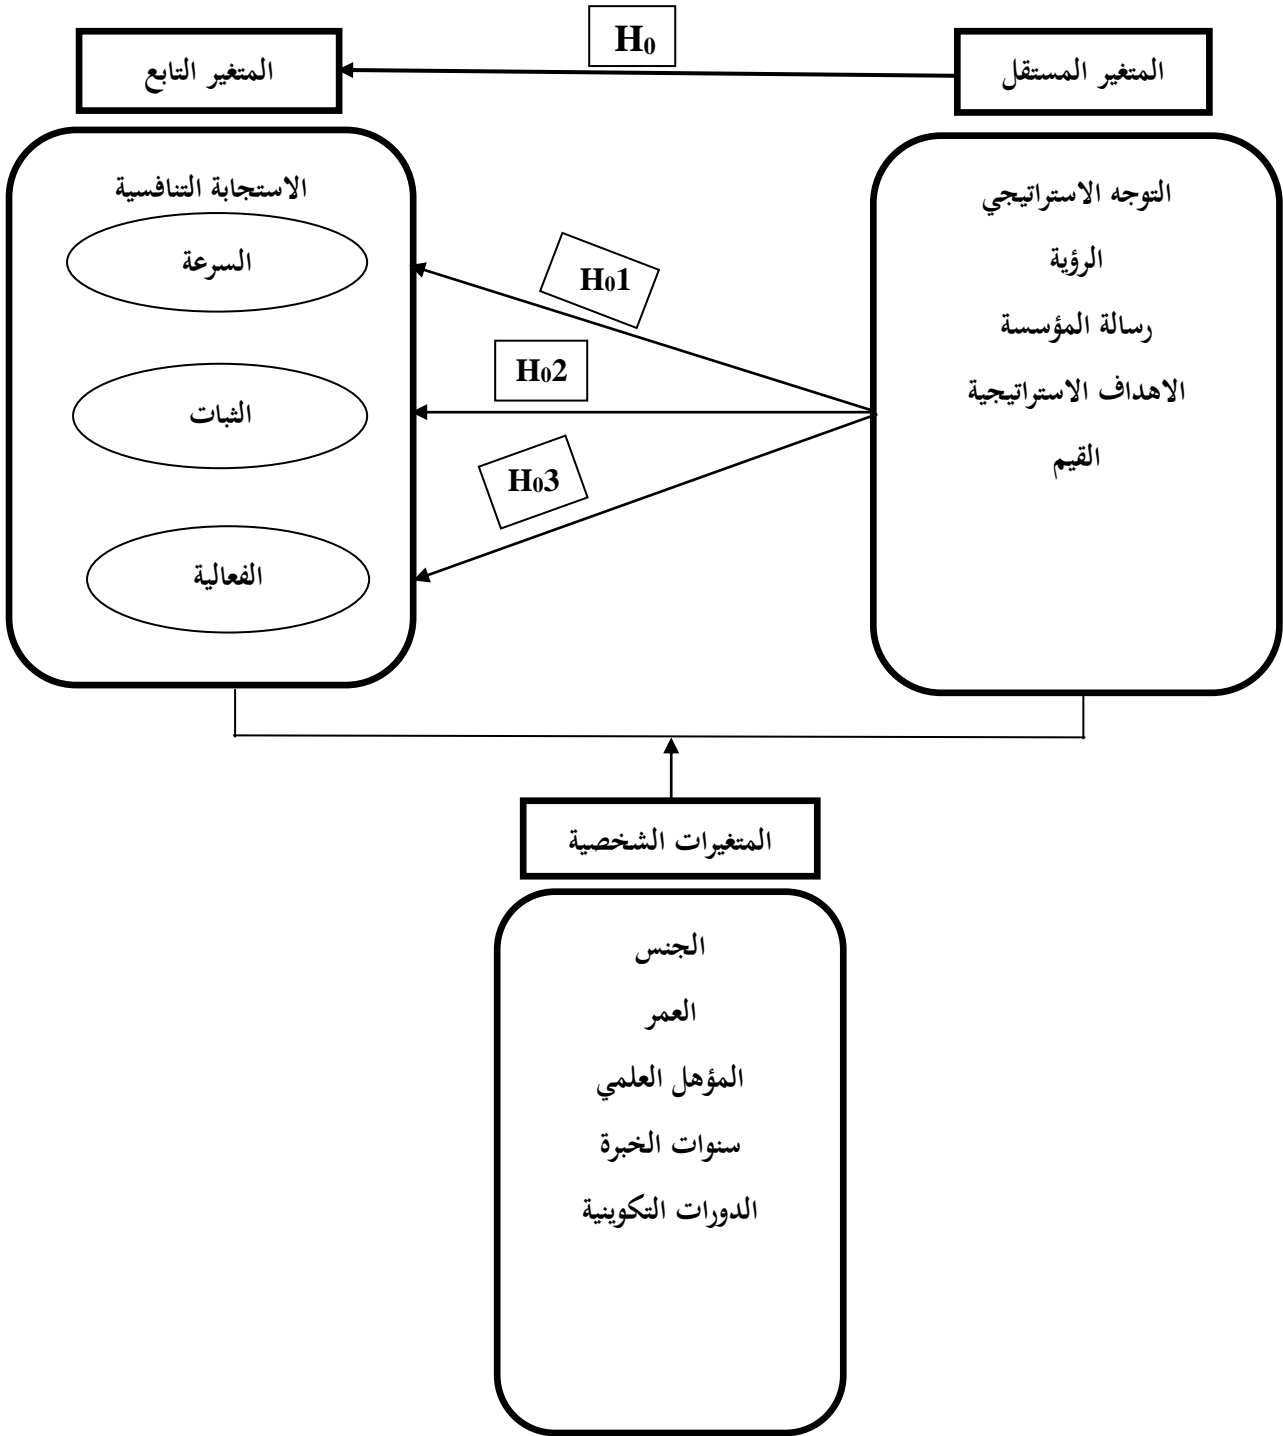 H₀
المتغير المستقل
المتغير التابع
التوجه الاستراتيجي
الرؤية
رسالة المؤسسة
الاهداف الاستراتيجية
القيم
H₀1
H₀2
H₀3
الاستجابة التنافسية
السرعة
الثبات
الفعالية
المتغيرات الشخصية
الجنس
العمر
المؤهل العلمي
سنوات الخبرة
الدورات التكوينية